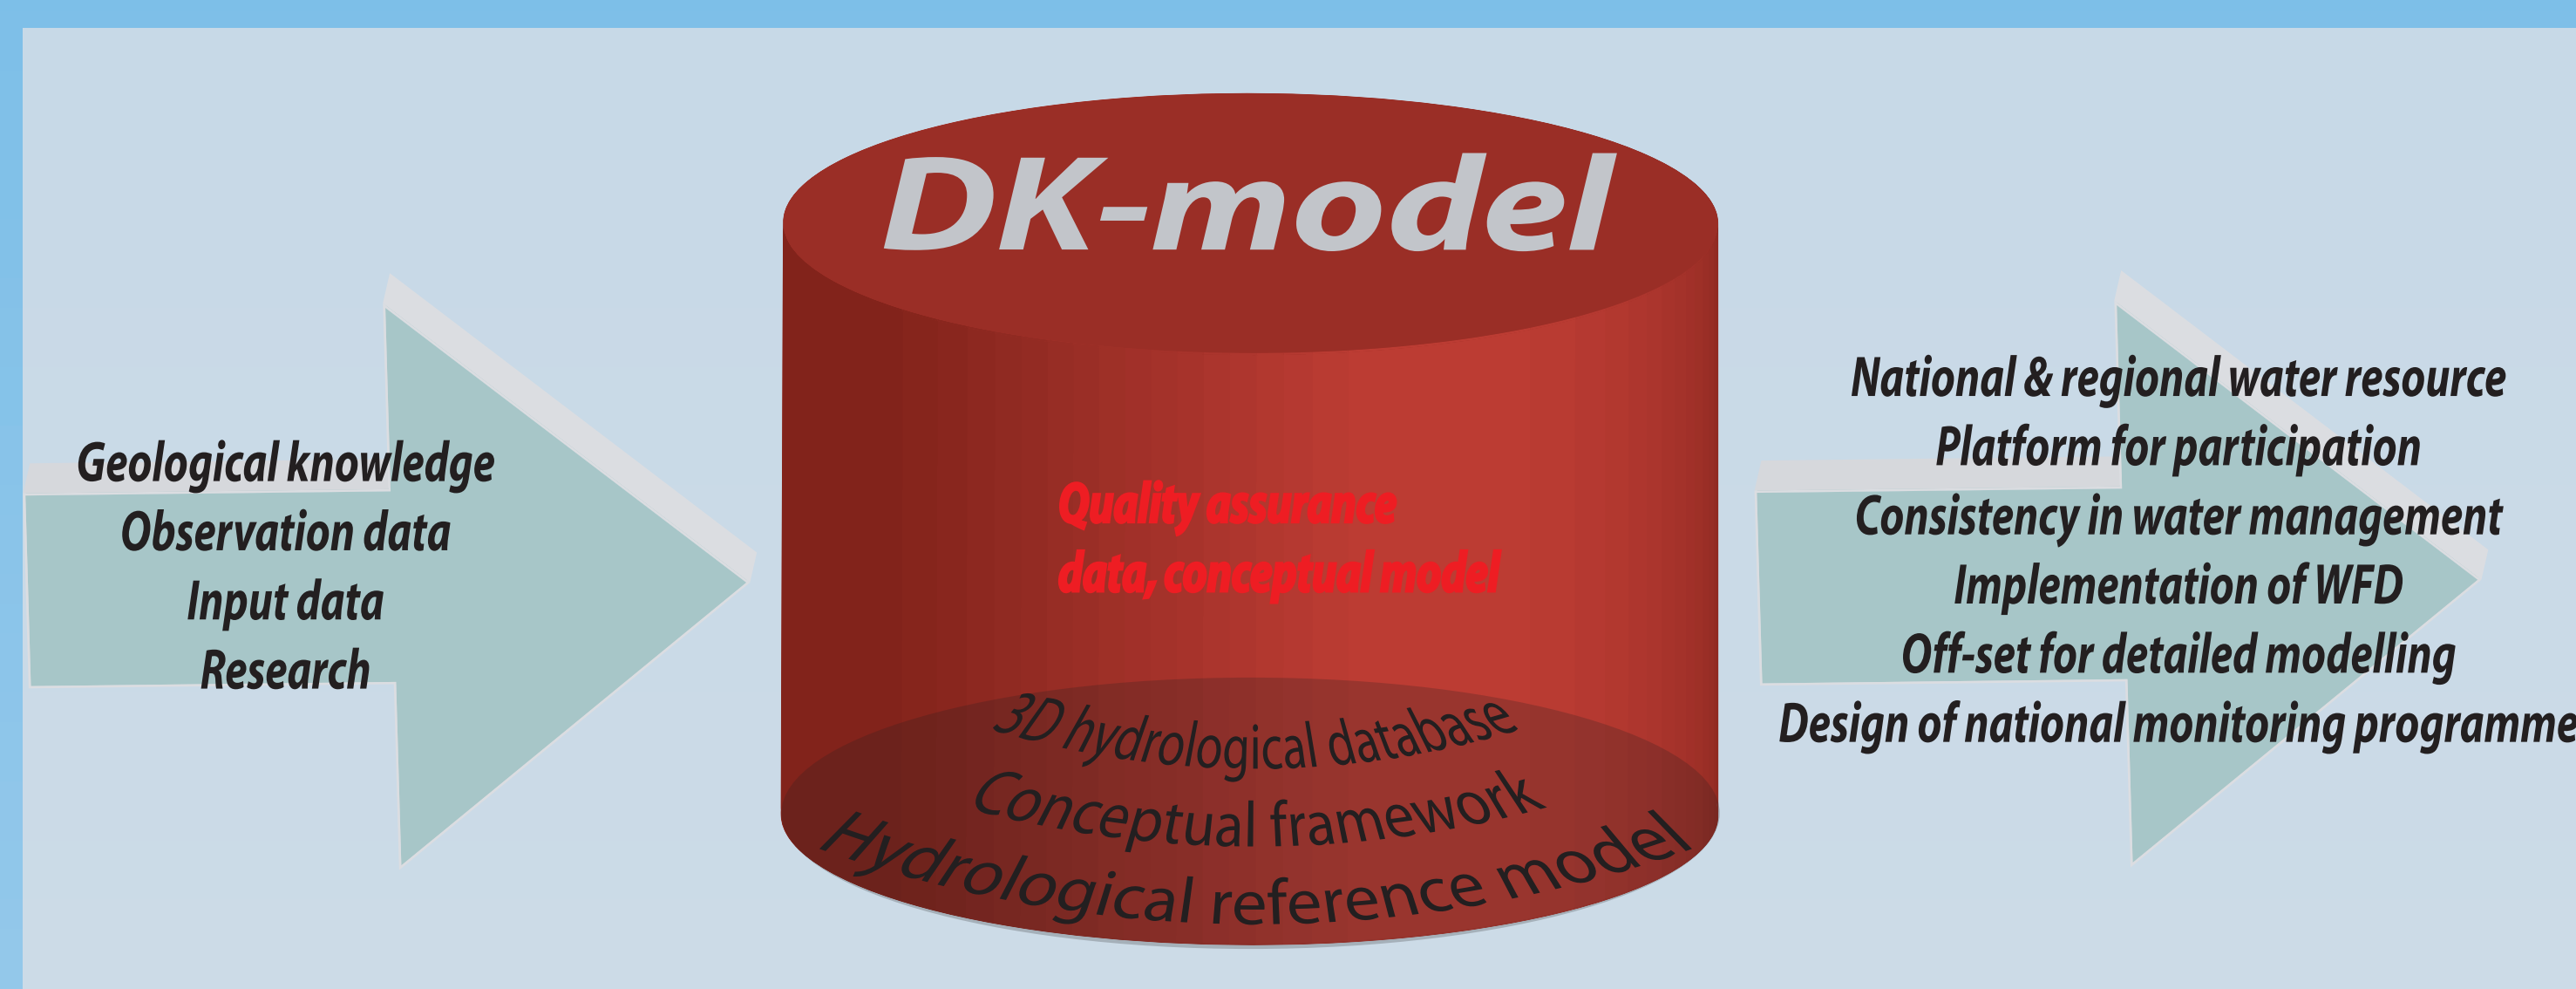 DK-model
Geological knowledge
Observation data
Input data
Research
Quality assurance
data, conceptual model
3D hydrological database
Conceptual framework
Hydrological reference model
National & regional water resource
Platform for participation
Consistency in water management
Implementation of WFD
Off-set for detailed modelling
Design of national monitoring programme